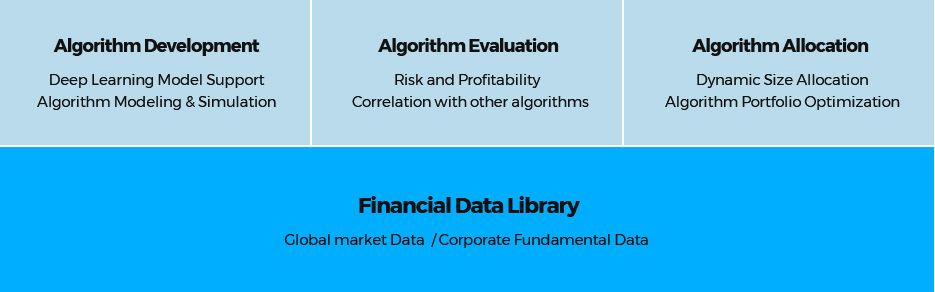 Algorithm Development
Deep Learning Model Support
Algorithm Modeling & Simulation
Algorithm Evaluation
Risk and Profitability
Correlation with other algorithms
Algorithm Allocation
Dynamic Size Allocation
Algorithm Portfolio Optimization
Financial Data Library
Global market Data / Corporate Fundamental Data